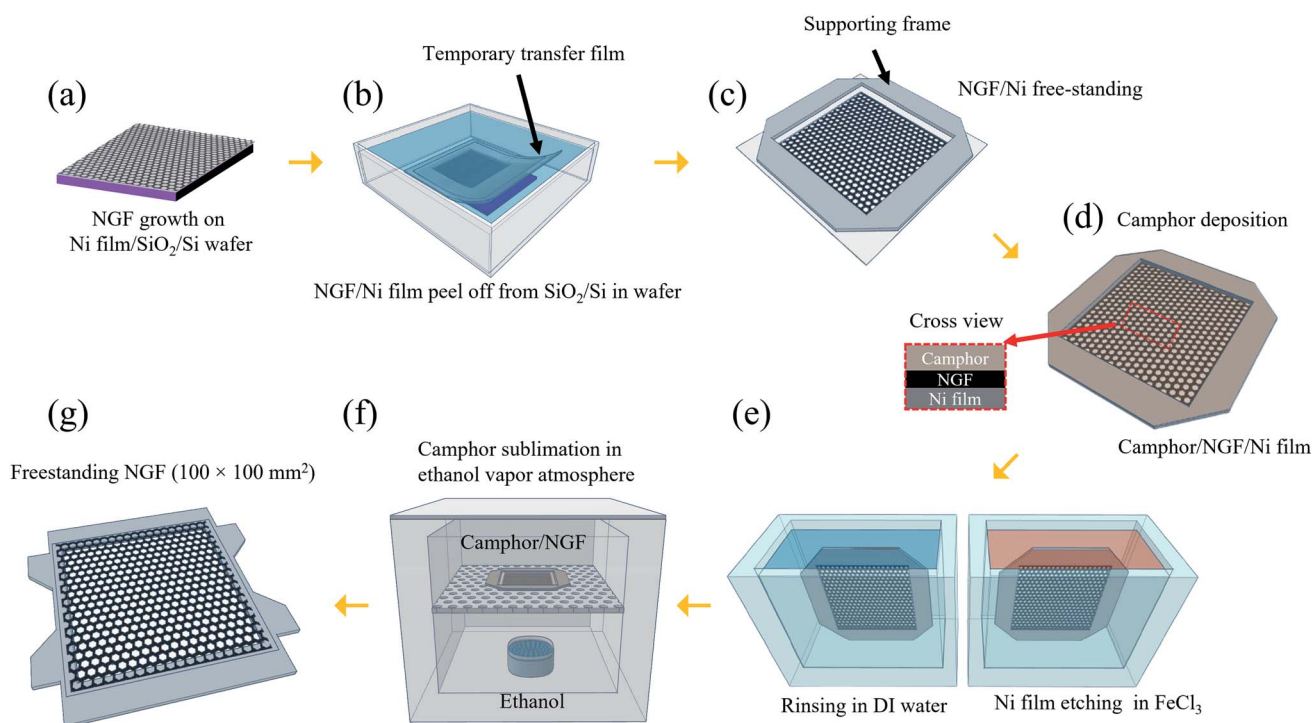 (a)
NGF growth on
Ni film/SiO₂/Si wafer
(b)
Temporary transfer film
NGF/Ni film peel off from SiO₂/Si in wafer
(c)
Supporting frame
NGF/Ni free-standing
(d)
Camphor deposition
Cross view
Camphor
NGF
Ni film
Camphor/NGF/Ni film
(e)
Rinsing in DI water
Ni film etching in FeCl₃
(f)
Camphor sublimation in
ethanol vapor atmosphere
Camphor/NGF
Ethanol
(g)
Freestanding NGF (100 × 100 mm²)